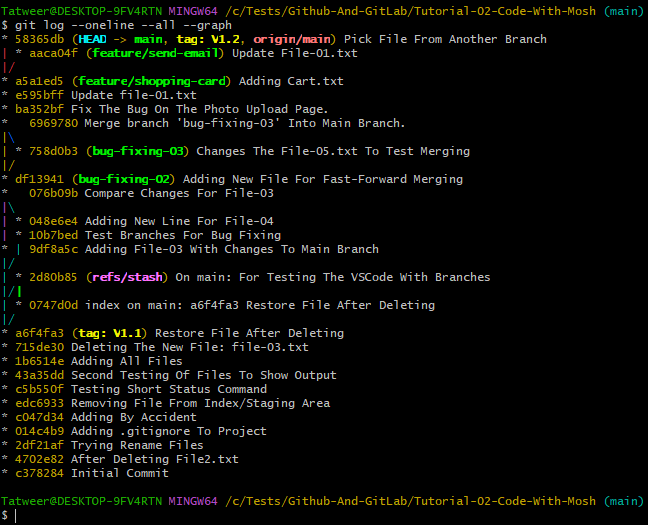 Tatweer@DESKTOP-9FV4RTN MINGW64 /c/Tests/Github-And-GitLab/Tutorial-02-Code-With-Mosh (main)
$ git log --oneline --all --graph
* 58365db (HEAD -> main, tag: V1.2, origin/main) Pick File From Another Branch
| * aaca04f (feature/send-email) Update File-01.txt
|/
* a5a1ed5 (feature/shopping-card) Adding Cart.txt
* e595bff Update file-01.txt
* ba352bf Fix The Bug On The Photo Upload Page.
*   6969780 Merge branch 'bug-fixing-03' Into Main Branch.
|\
| * 758d0b3 (bug-fixing-03) Changes The File-05.txt To Test Merging
|/
* df13941 (bug-fixing-02) Adding New File For Fast-Forward Merging
*   076b09b Compare Changes For File-03
|\
| * 048e6e4 Adding New Line For File-04
| * 10b7bed Test Branches For Bug Fixing
* | 9df8a5c Adding File-03 With Changes To Main Branch
|/
| * 2d80b85 (refs/stash) On main: For Testing The VSCode With Branches
|/|
| * 0747d0d index on main: a6f4fa3 Restore File After Deleting
|/
* a6f4fa3 (tag: V1.1) Restore File After Deleting
* 715de30 Deleting The New File: file-03.txt
* 1b6514e Adding All Files
* 43a35dd Second Testing Of Files To Show Output
* c5b550f Testing Short Status Command
* edc6933 Removing File From Index/Staging Area
* c047d34 Adding By Accident
* 014c4b9 Adding .gitignore To Project
* 2df21af Trying Rename Files
* 4702e82 After Deleting File2.txt
* c378284 Initial Commit
Tatweer@DESKTOP-9FV4RTN MINGW64 /c/Tests/Github-And-GitLab/Tutorial-02-Code-With-Mosh (main)
$